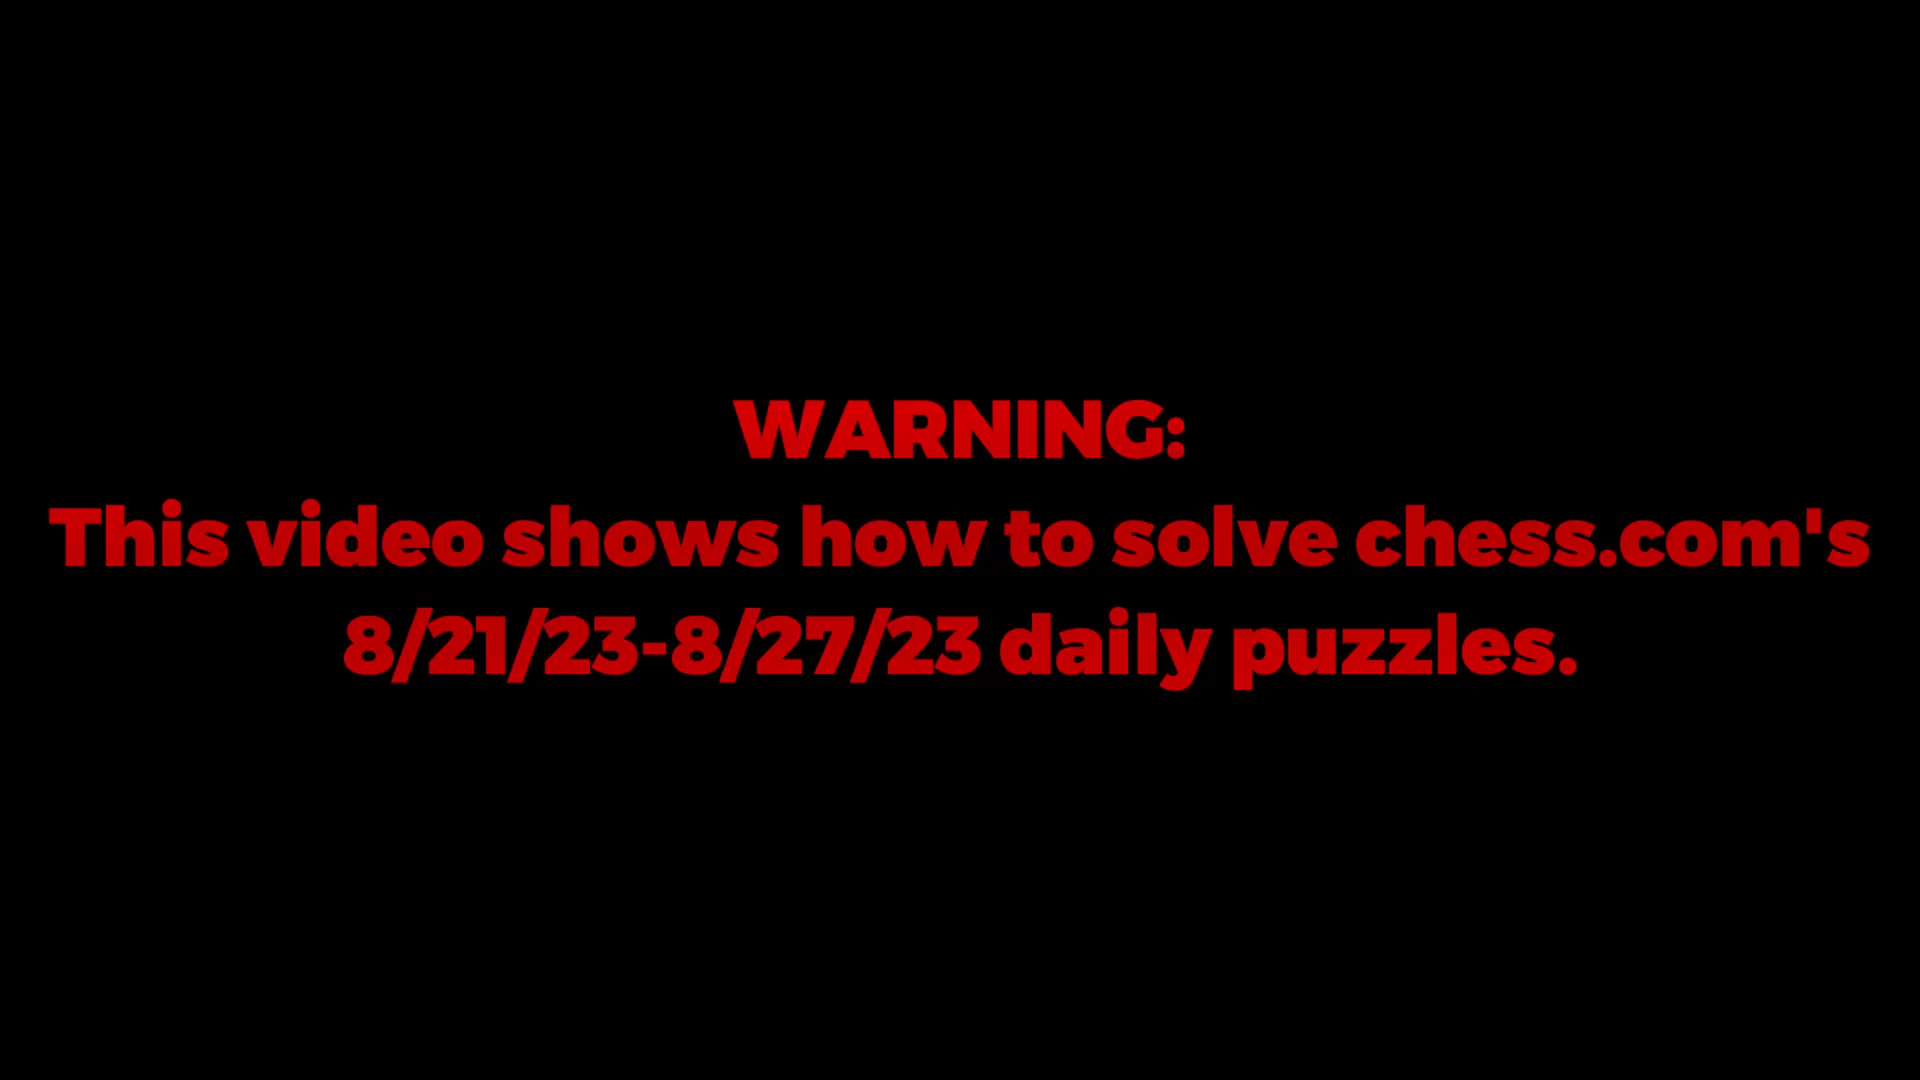 WARNING:
This video shows how to solve chess.com's
8/21/23-8/27/23 daily puzzles.